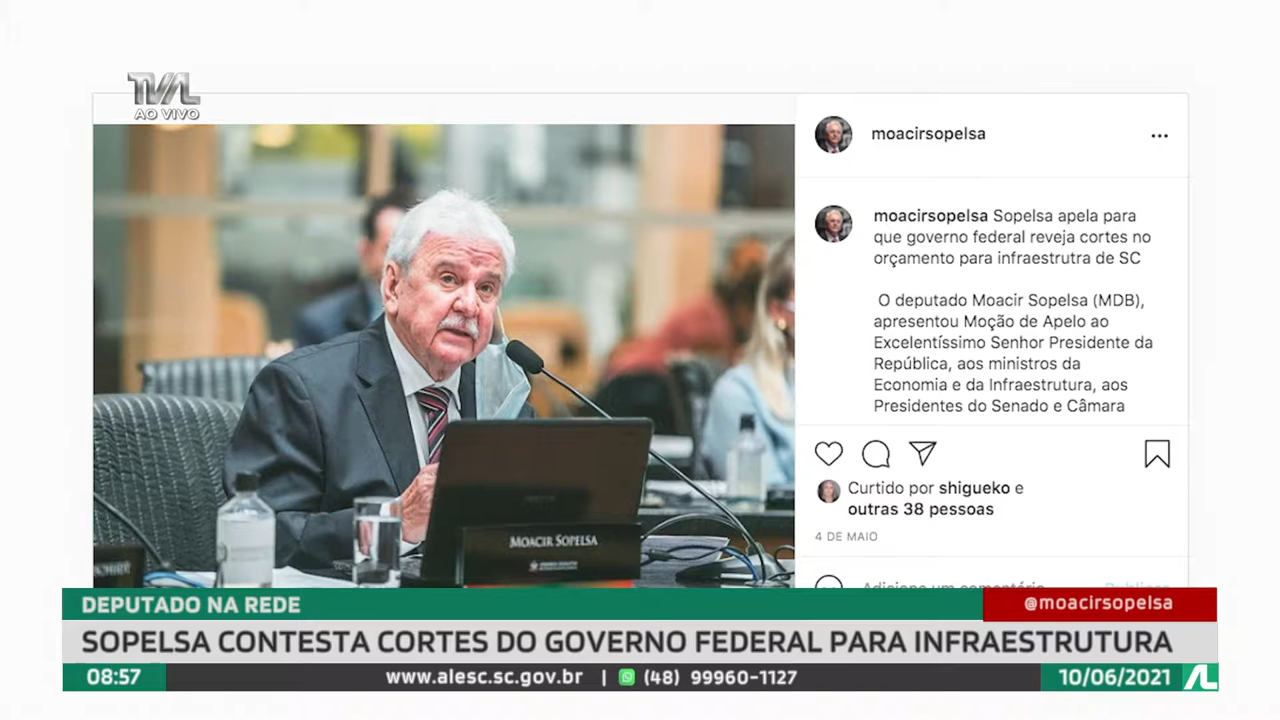 TVAL
AO VIVO
moacirsopelsa
moacirsopelsa Sopelsa apela para
que governo federal reveja cortes no
orçamento para infraestrutra de SC
O deputado Moacir Sopelsa (MDB),
apresentou Moção de Apelo ao
Excelentíssimo Senhor Presidente da
República, aos ministros da
Economia e da Infraestrutura, aos
Presidentes do Senado e Câmara
Curtido por shigueko e
outras 38 pessoas
4 DE MAIO
MOACIR SOPELSA
DEPUTADO NA REDE
@moacirsopelsa
SOPELSA CONTESTA CORTES DO GOVERNO FEDERAL PARA INFRAESTRUTURA
08:57
www.alesc.sc.gov.br | (48) 99960-1127
10/06/2021
AL